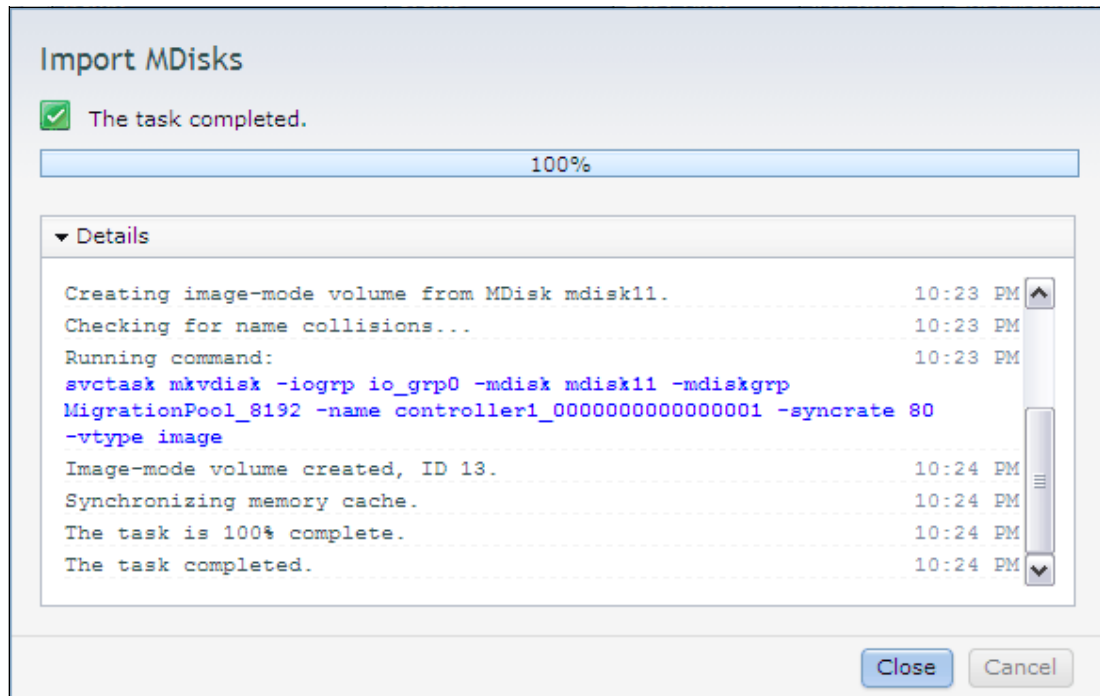 Import MDisks
The task completed.
100%
Details
Creating image-mode volume from MDisk mdisk11. 10:23 PM
Checking for name collisions... 10:23 PM
Running command: 10:23 PM
svctask mkvdisk -iogrp io_grp0 -mdisk mdisk11 -mdiskgrp
MigrationPool_8192 -name controller1_0000000000000001 -syncrate 80
-vtype image
Image-mode volume created, ID 13. 10:24 PM
Synchronizing memory cache. 10:24 PM
The task is 100% complete. 10:24 PM
The task completed. 10:24 PM
Close Cancel